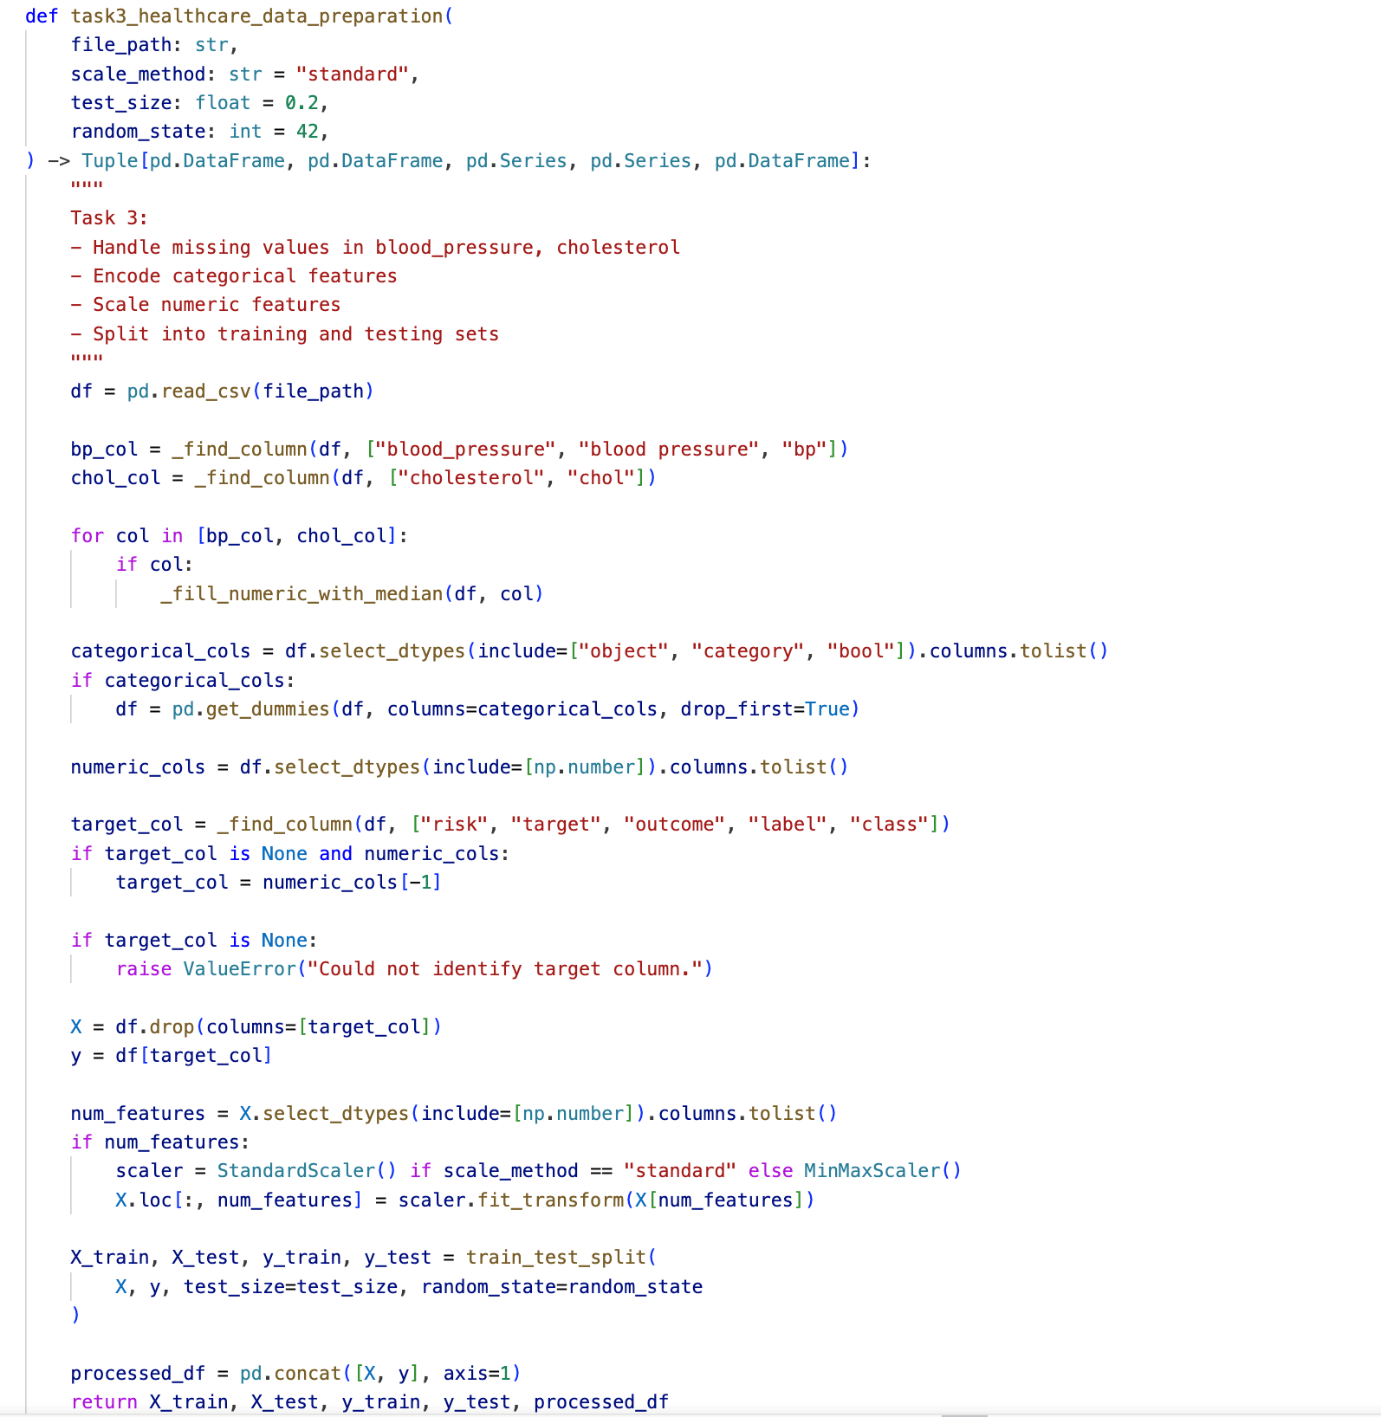 def task3_healthcare_data_preparation(
    file_path: str,
    scale_method: str = "standard",
    test_size: float = 0.2,
    random_state: int = 42,
) -> Tuple[pd.DataFrame, pd.DataFrame, pd.Series, pd.Series, pd.DataFrame]:
    """
    Task 3:
    - Handle missing values in blood_pressure, cholesterol
    - Encode categorical features
    - Scale numeric features
    - Split into training and testing sets
    """
    df = pd.read_csv(file_path)

    bp_col = _find_column(df, ["blood_pressure", "blood pressure", "bp"])
    chol_col = _find_column(df, ["cholesterol", "chol"])

    for col in [bp_col, chol_col]:
        if col:
            _fill_numeric_with_median(df, col)

    categorical_cols = df.select_dtypes(include=["object", "category", "bool"]).columns.tolist()
    if categorical_cols:
        df = pd.get_dummies(df, columns=categorical_cols, drop_first=True)

    numeric_cols = df.select_dtypes(include=[np.number]).columns.tolist()

    target_col = _find_column(df, ["risk", "target", "outcome", "label", "class"])
    if target_col is None and numeric_cols:
        target_col = numeric_cols[-1]

    if target_col is None:
        raise ValueError("Could not identify target column.")

    X = df.drop(columns=[target_col])
    y = df[target_col]

    num_features = X.select_dtypes(include=[np.number]).columns.tolist()
    if num_features:
        scaler = StandardScaler() if scale_method == "standard" else MinMaxScaler()
        X.loc[:, num_features] = scaler.fit_transform(X[num_features])

    X_train, X_test, y_train, y_test = train_test_split(
        X, y, test_size=test_size, random_state=random_state
    )

    processed_df = pd.concat([X, y], axis=1)
    return X_train, X_test, y_train, y_test, processed_df